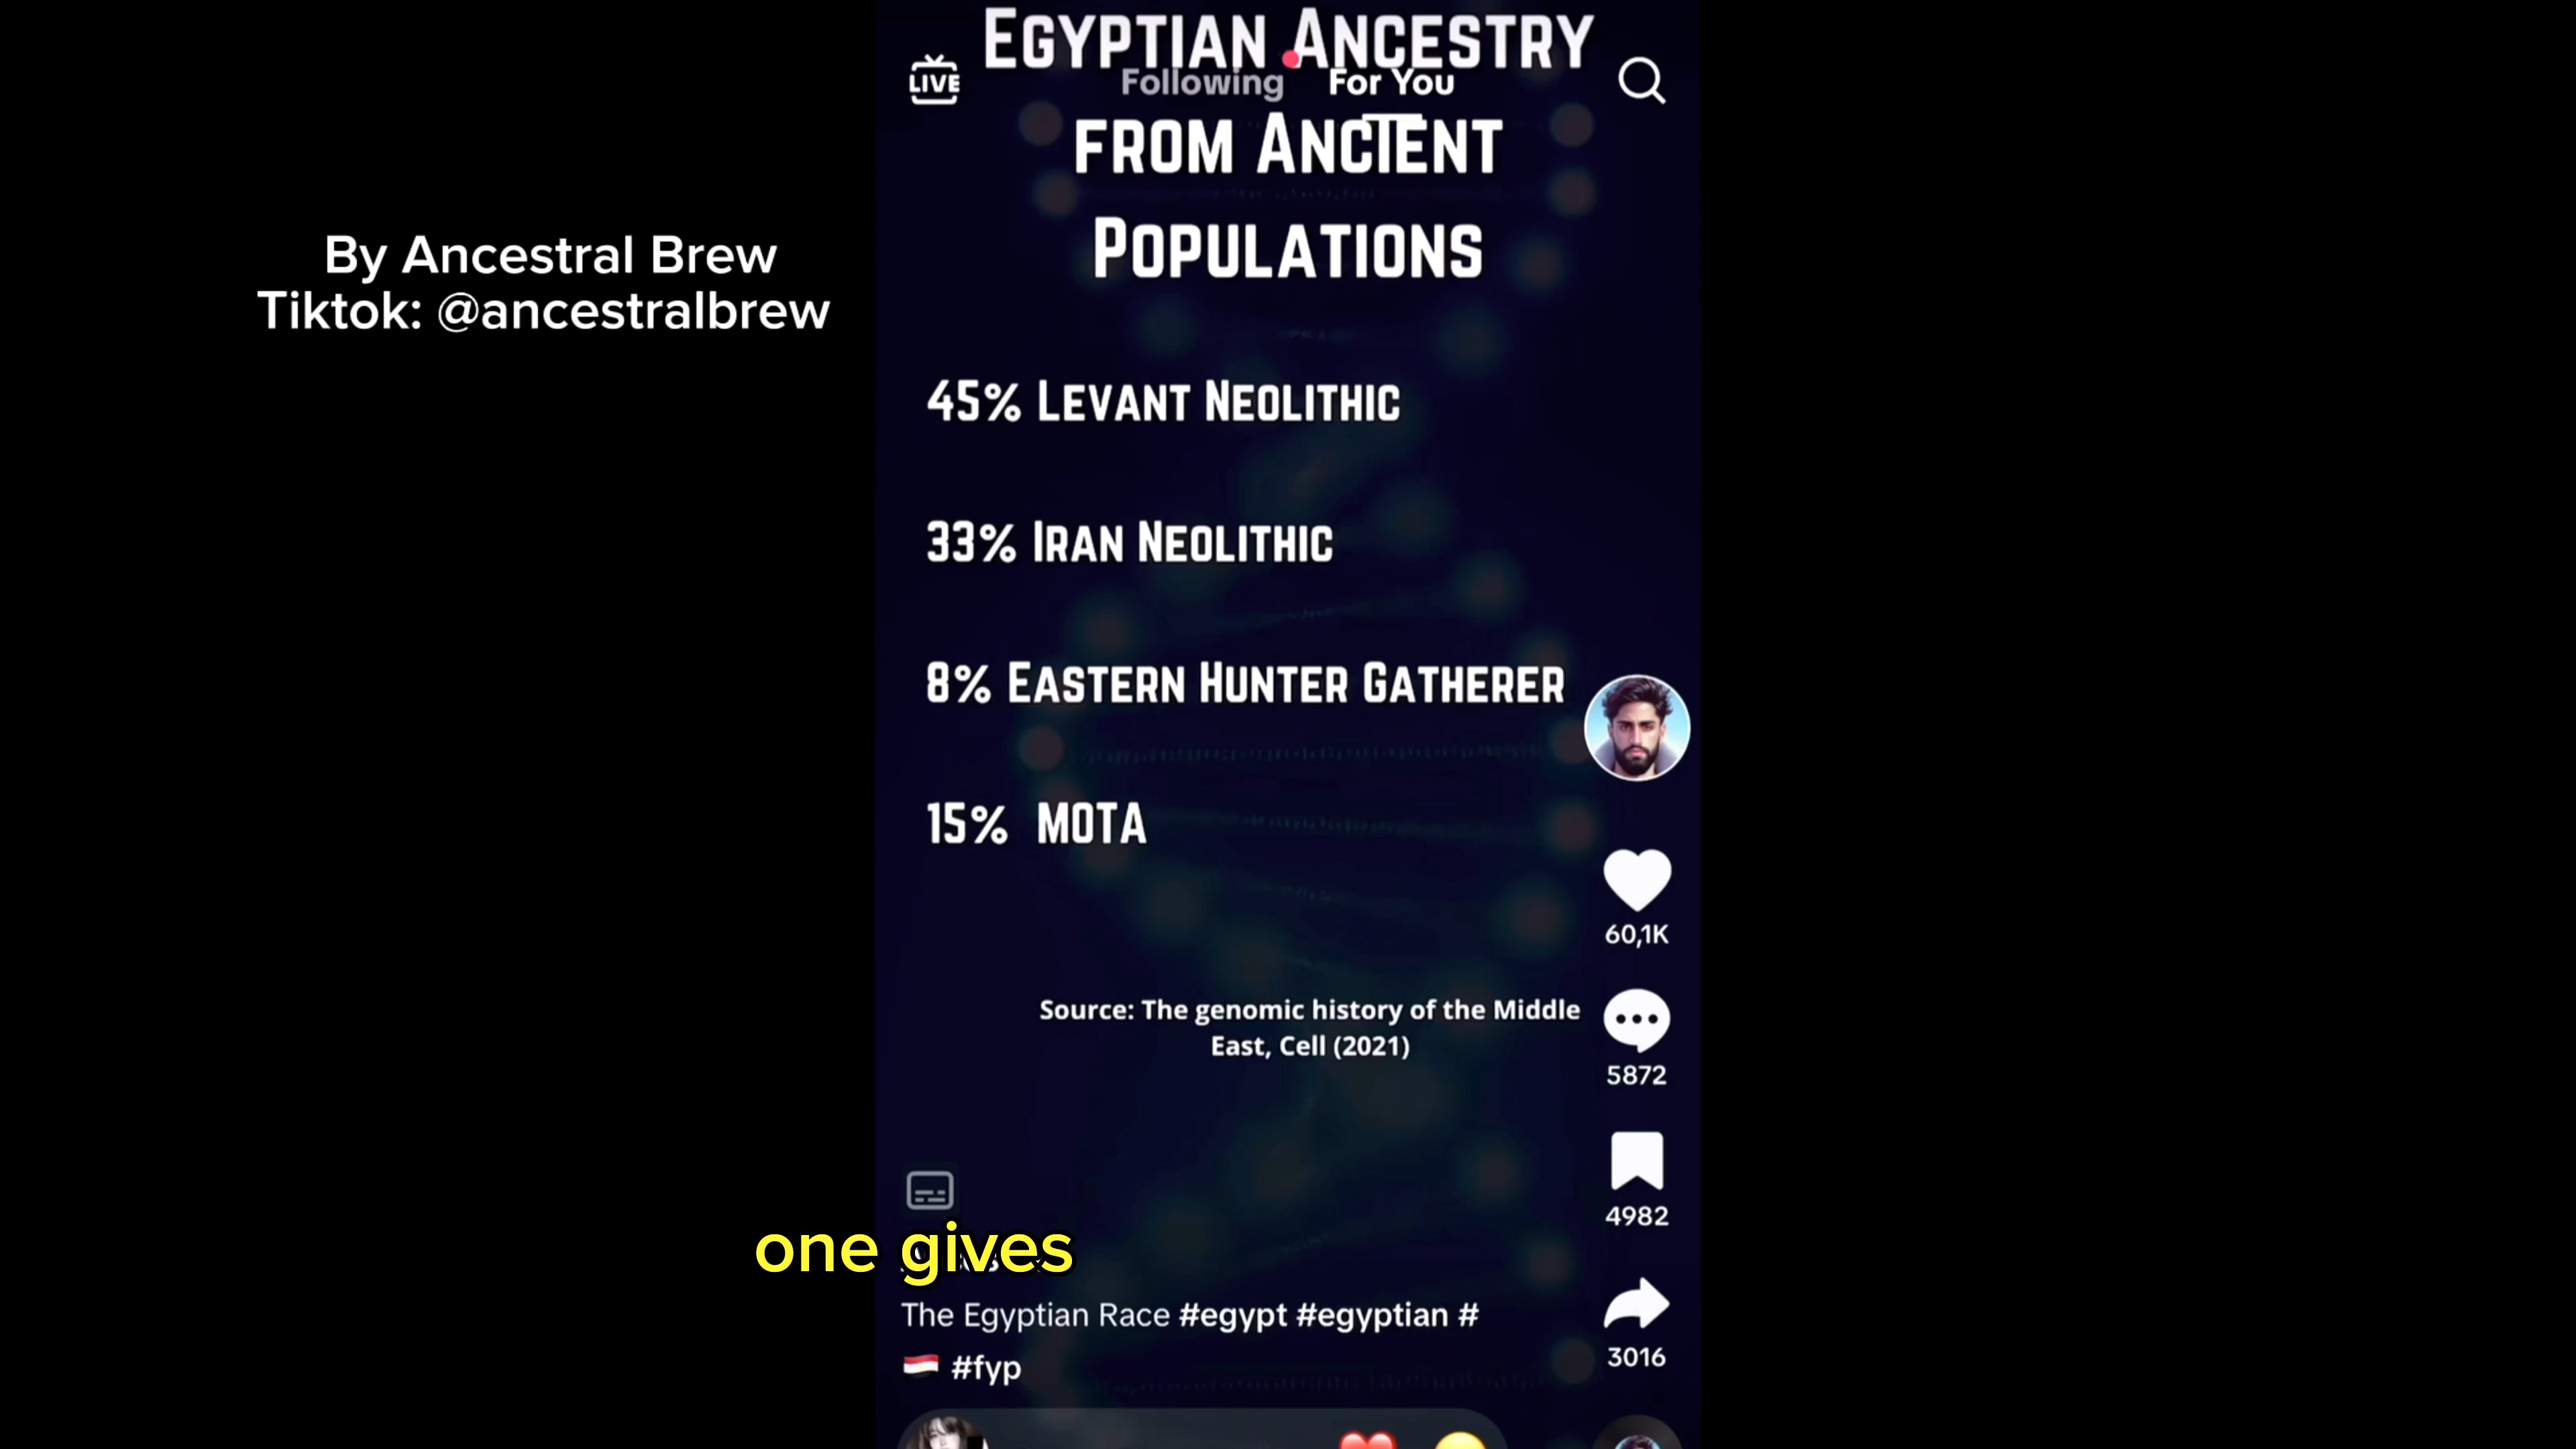 EGYPTIAN ANCESTRY
LIVE
Following
For You
FROM ANCIENT
POPULATIONS
By Ancestral Brew
Tiktok: @ancestralbrew
45% LEVANT NEOLITHIC
33% IRAN NEOLITHIC
8% EASTERN HUNTER GATHERER
15% MOTA
60,1K
Source: The genomic history of the Middle
East, Cell (2021)
5872
4982
one gives
The Egyptian Race #egypt #egyptian #
#fyp
3016